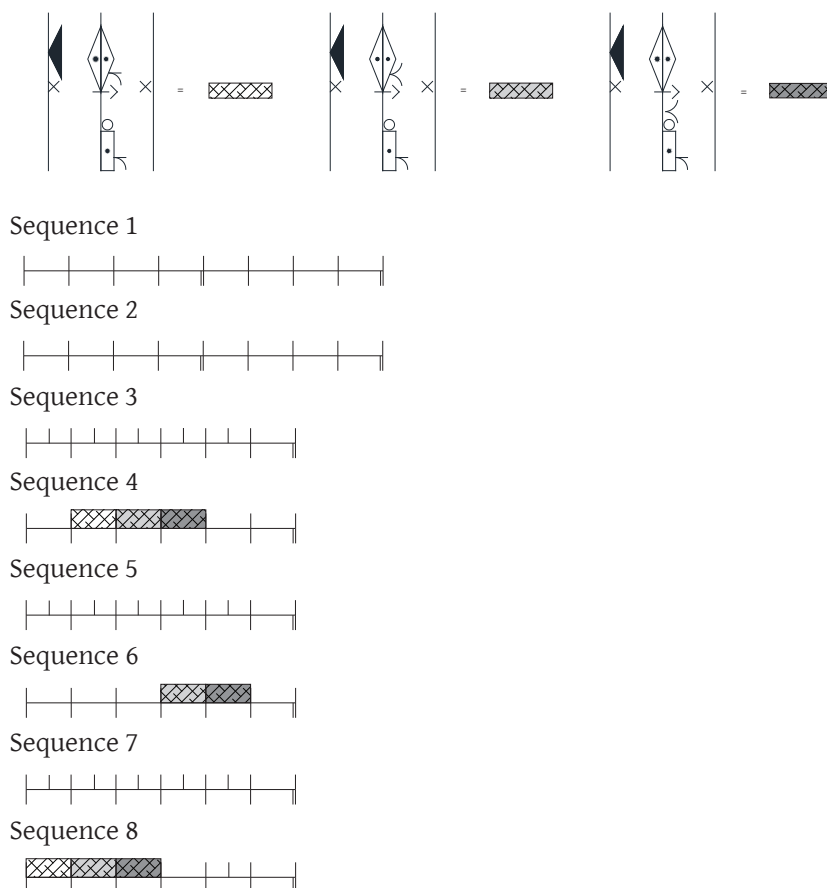 = = =
Sequence 1
Sequence 2
Sequence 3
Sequence 4
Sequence 5
Sequence 6
Sequence 7
Sequence 8